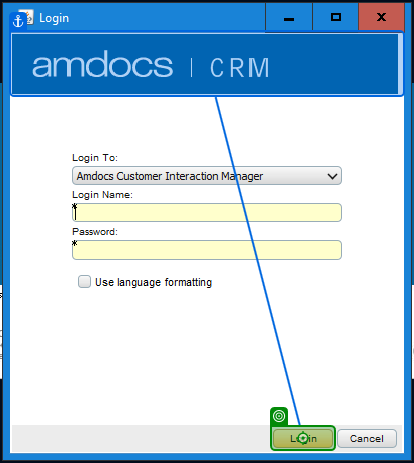 Login
amdocs | CRM
Login To:
Amdocs Customer Interaction Manager
Login Name:
*
Password:
*
Use language formatting
Login Cancel